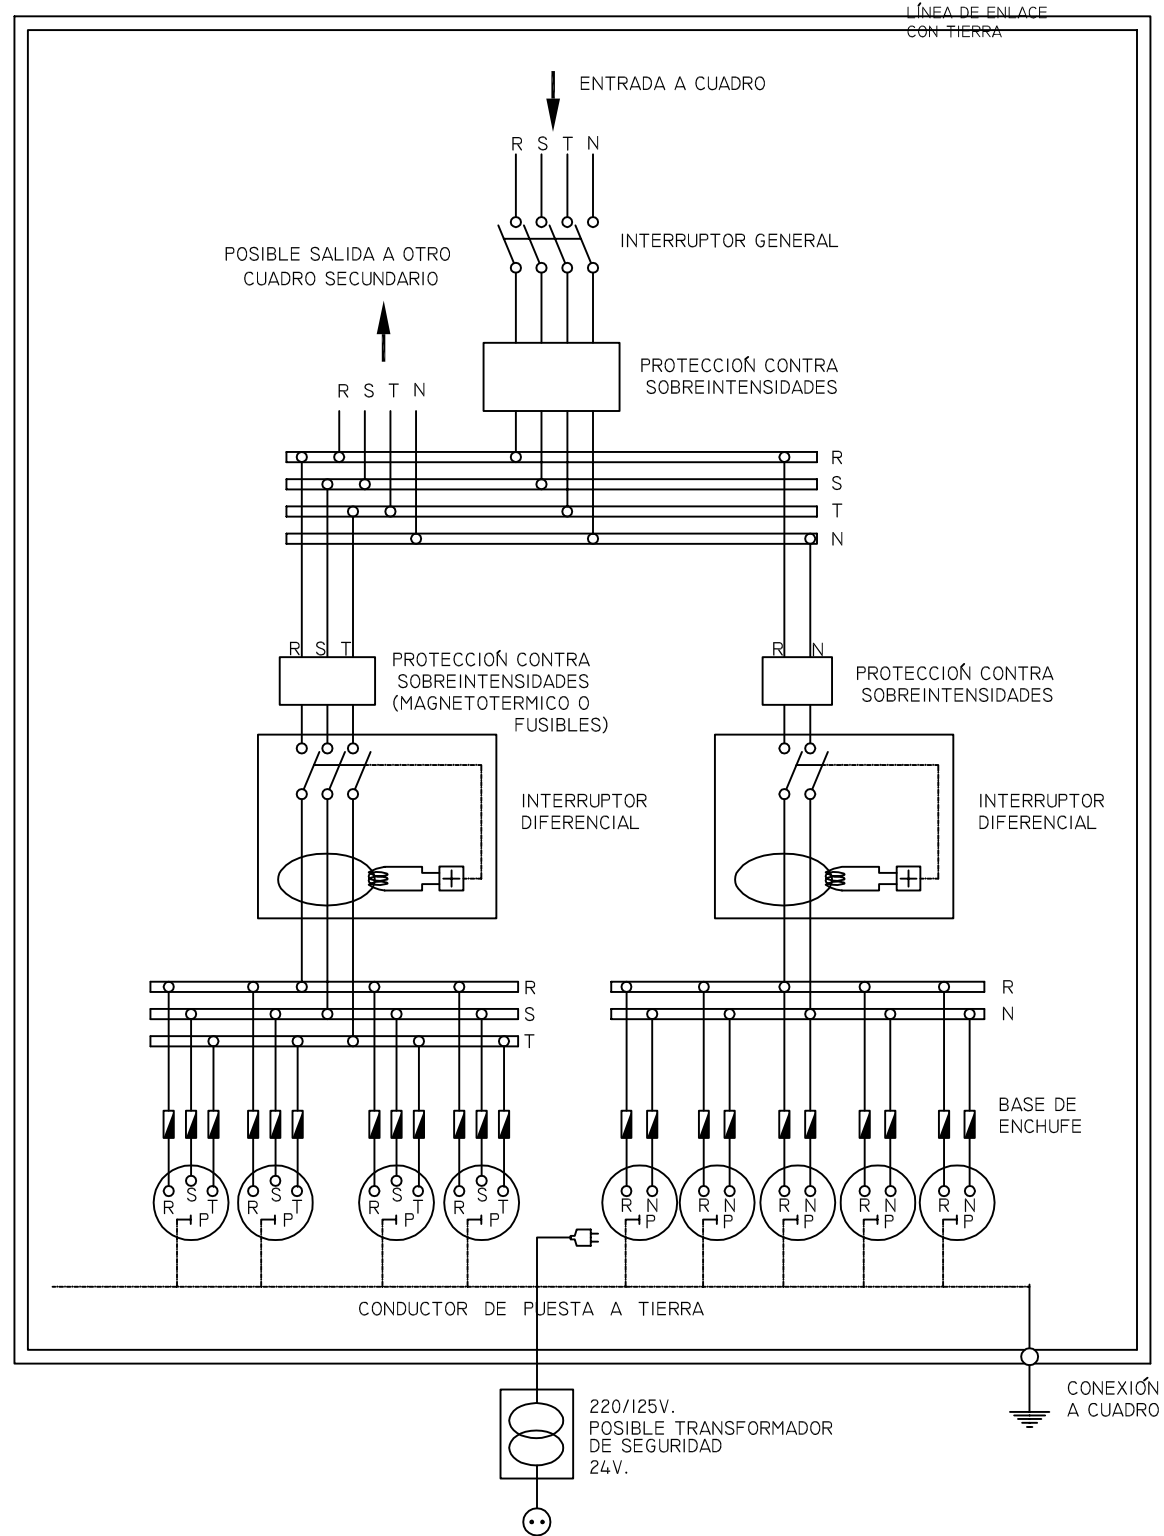 LÍNEA DE ENLACE
CON TIERRA
ENTRADA A CUADRO
R S T N
INTERRUPTOR GENERAL
POSIBLE SALIDA A OTRO
CUADRO SECUNDARIO
PROTECCIÓN CONTRA
SOBREINTENSIDADES
R S T N
R
S
T
N
R S T
PROTECCIÓN CONTRA
SOBREINTENSIDADES
(MAGNETOTERMICO O
FUSIBLES)
R N
PROTECCIÓN CONTRA
SOBREINTENSIDADES
INTERRUPTOR
DIFERENCIAL
INTERRUPTOR
DIFERENCIAL
R
S
T
R
N
BASE DE
ENCHUFE
R S T
P
R S T
P
R S T
P
R S T
P
R N
P
R N
P
R N
P
R N
P
R N
P
CONDUCTOR DE PUESTA A TIERRA
CONEXIÓN
A CUADRO
220/125V.
POSIBLE TRANSFORMADOR
DE SEGURIDAD
24V.